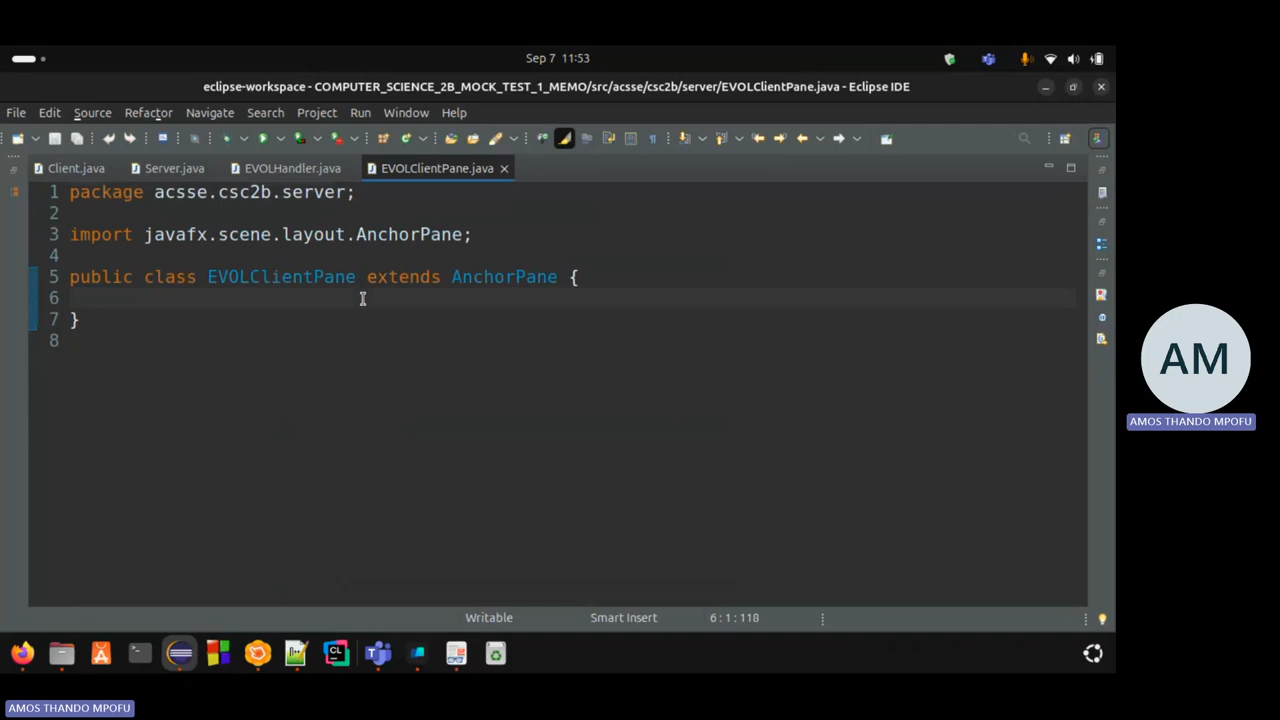 Sep 7 11:53
eclipse-workspace - COMPUTER_SCIENCE_2B_MOCK_TEST_1_MEMO/src/acsse/csc2b/server/EVOLClientPane.java - Eclipse IDE
File Edit Source Refactor Navigate Search Project Run Window Help
Client.java Server.java EVOLHandler.java EVOLClientPane.java
1 package acsse.csc2b.server;
2
3 import javafx.scene.layout.AnchorPane;
4
5 public class EVOLClientPane extends AnchorPane {
6
7 }
8
AM
AMOS THANDO MPOFU
Writable Smart Insert 6 : 1 : 118
CL
AMOS THANDO MPOFU